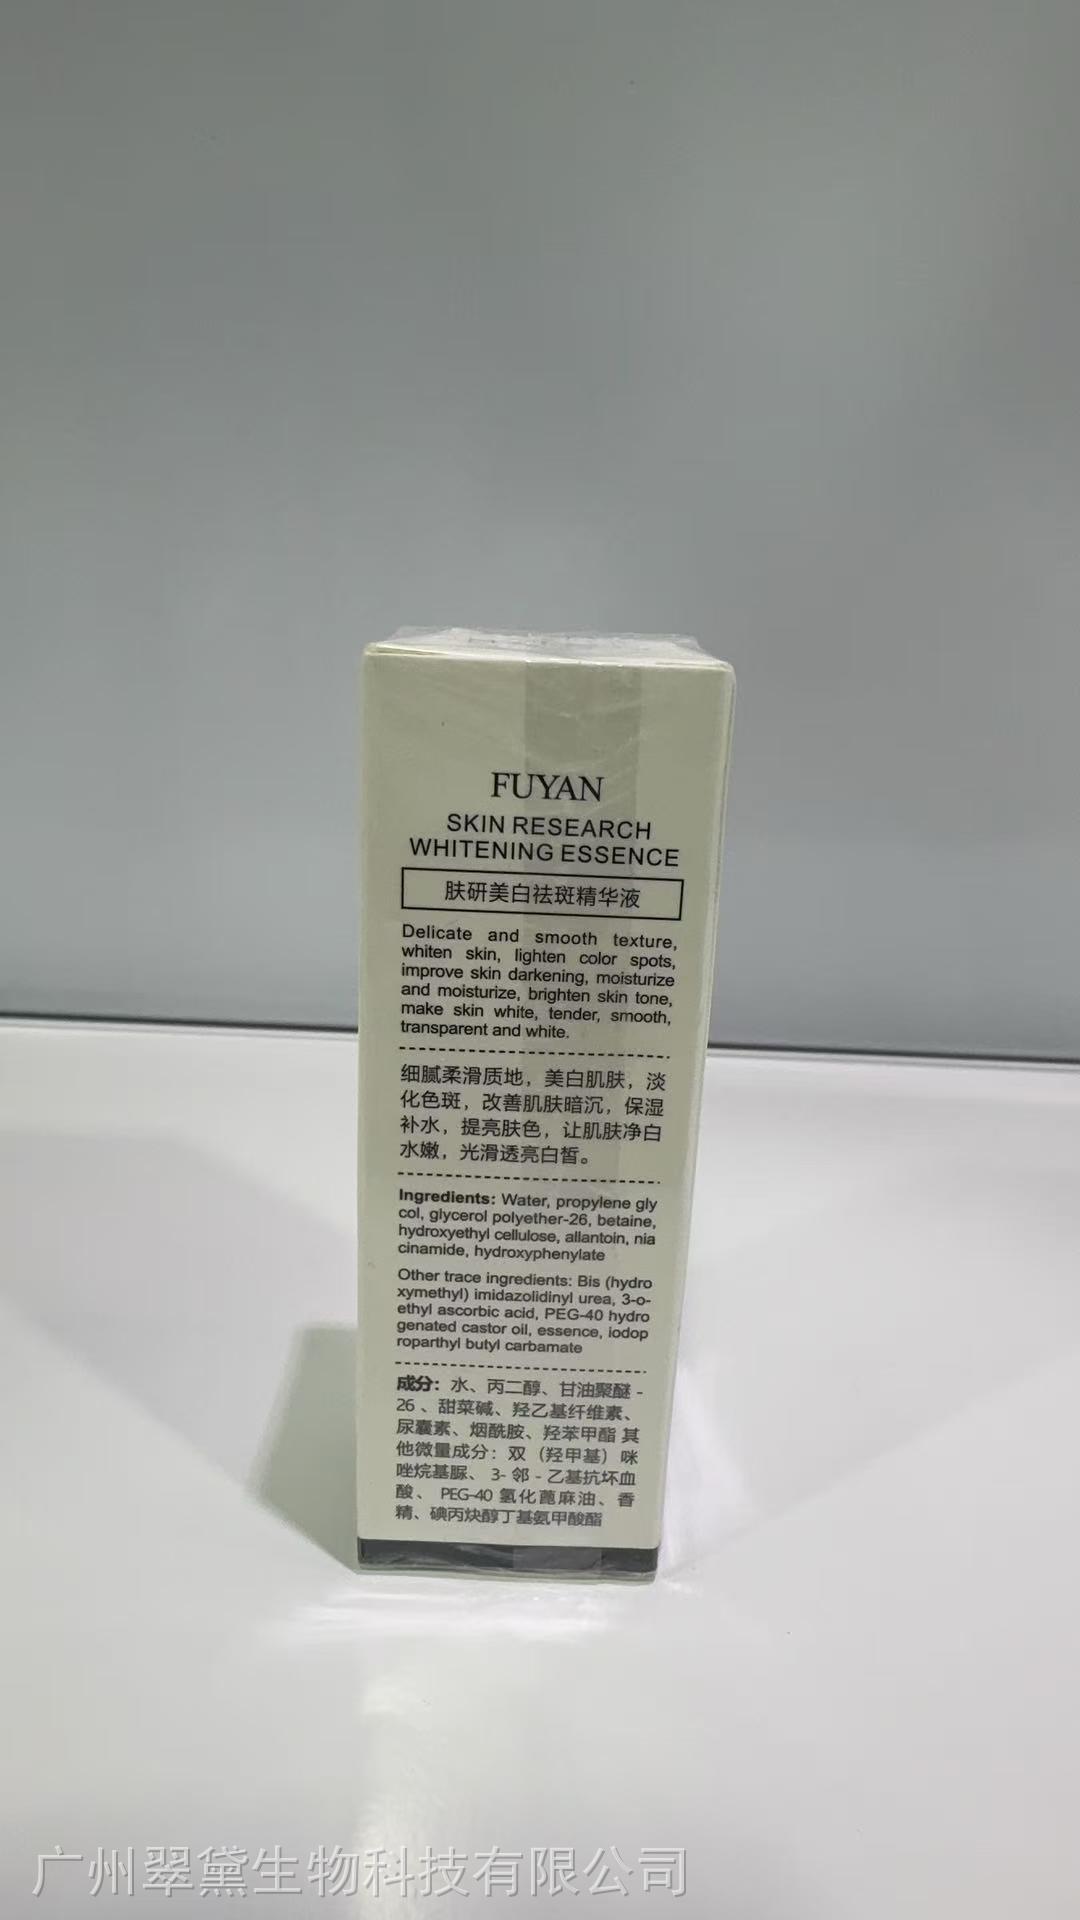 FUYAN
SKIN RESEARCH
WHITENING ESSENCE
肤研美白祛斑精华液
Delicate and smooth texture,
whiten skin, lighten color spots,
improve skin darkening, moisturize
and moisturize, brighten skin tone,
make skin white, tender, smooth,
transparent and white.
细腻柔滑质地，美白肌肤，淡
化色斑，改善肌肤暗沉，保湿
补水，提亮肤色，让肌肤净白
水嫩，光滑透亮白皙。
Ingredients: Water, propylene gly
col, glycerol polyether-26, betaine,
hydroxyethyl cellulose, allantoin, nia
cinamide, hydroxyphenylate
Other trace ingredients: Bis (hydro
xymethyl) imidazolidinyl urea, 3-o-
ethyl ascorbic acid, PEG-40 hydro
genated castor oil, essence, iodop
roparthyl butyl carbamate
成分：水、丙二醇、甘油聚醚 -
26 、甜菜碱、羟乙基纤维素、
尿囊素、烟酰胺、羟苯甲酯 其
他微量成分：双（羟甲基）咪
唑烷基脲、 3- 邻 - 乙基抗坏血
酸、 PEG-40 氢化蓖麻油、香
精、碘丙炔醇丁基氨甲酸酯
广州翠黛生物科技有限公司